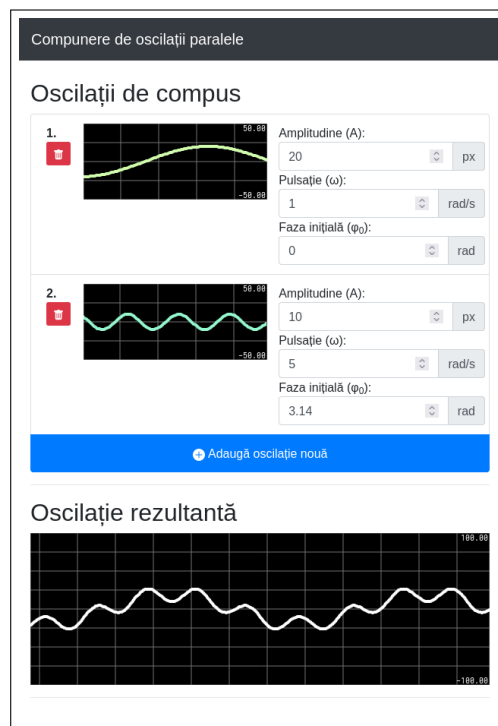 Compunere de oscilații paralele
Oscilații de compus
1.
50.00
-50.00
Amplitudine (A):
20 px
Pulsație (ω):
1 rad/s
Faza inițială (φ₀):
0 rad
2.
50.00
-50.00
Amplitudine (A):
10 px
Pulsație (ω):
5 rad/s
Faza inițială (φ₀):
3.14 rad
Adaugă oscilație nouă
Oscilație rezultantă
100.00
-100.00